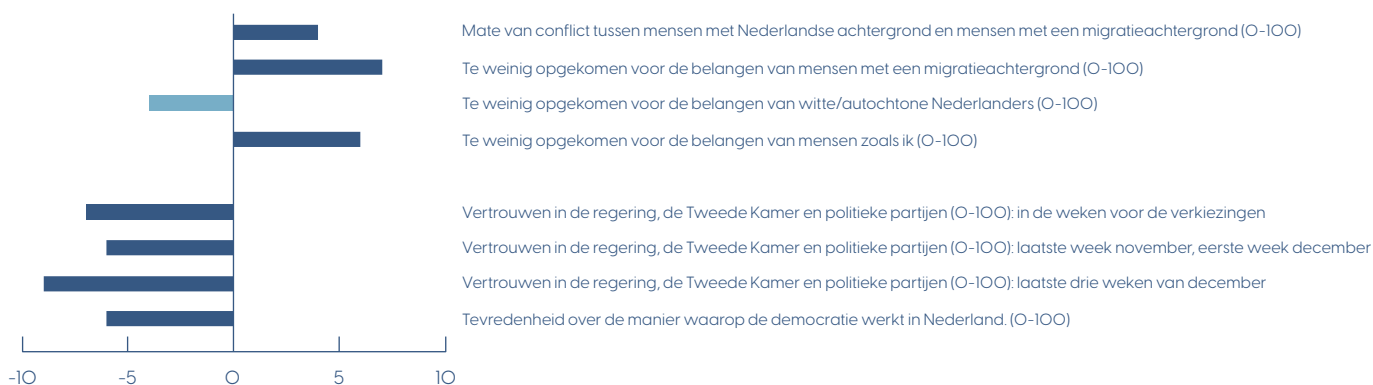 Mate van conflict tussen mensen met Nederlandse achtergrond en mensen met een migratieachtergrond (0-100)
Te weinig opgekomen voor de belangen van mensen met een migratieachtergrond (0-100)
Te weinig opgekomen voor de belangen van witte/autochtone Nederlanders (0-100)
Te weinig opgekomen voor de belangen van mensen zoals ik (0-100)
Vertrouwen in de regering, de Tweede Kamer en politieke partijen (0-100): in de weken voor de verkiezingen
Vertrouwen in de regering, de Tweede Kamer en politieke partijen (0-100): laatste week november, eerste week december
Vertrouwen in de regering, de Tweede Kamer en politieke partijen (0-100): laatste drie weken van december
Tevredenheid over de manier waarop de democratie werkt in Nederland. (0-100)
-10 -5 0 5 10